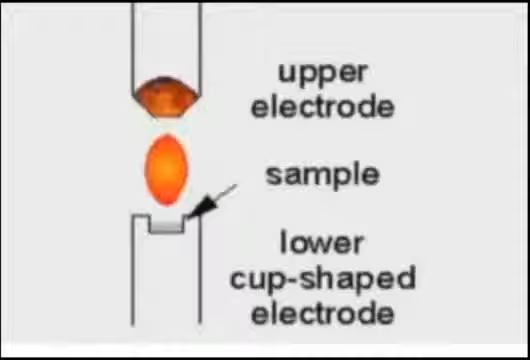 upper
electrode
sample
lower
cup-shaped
electrode